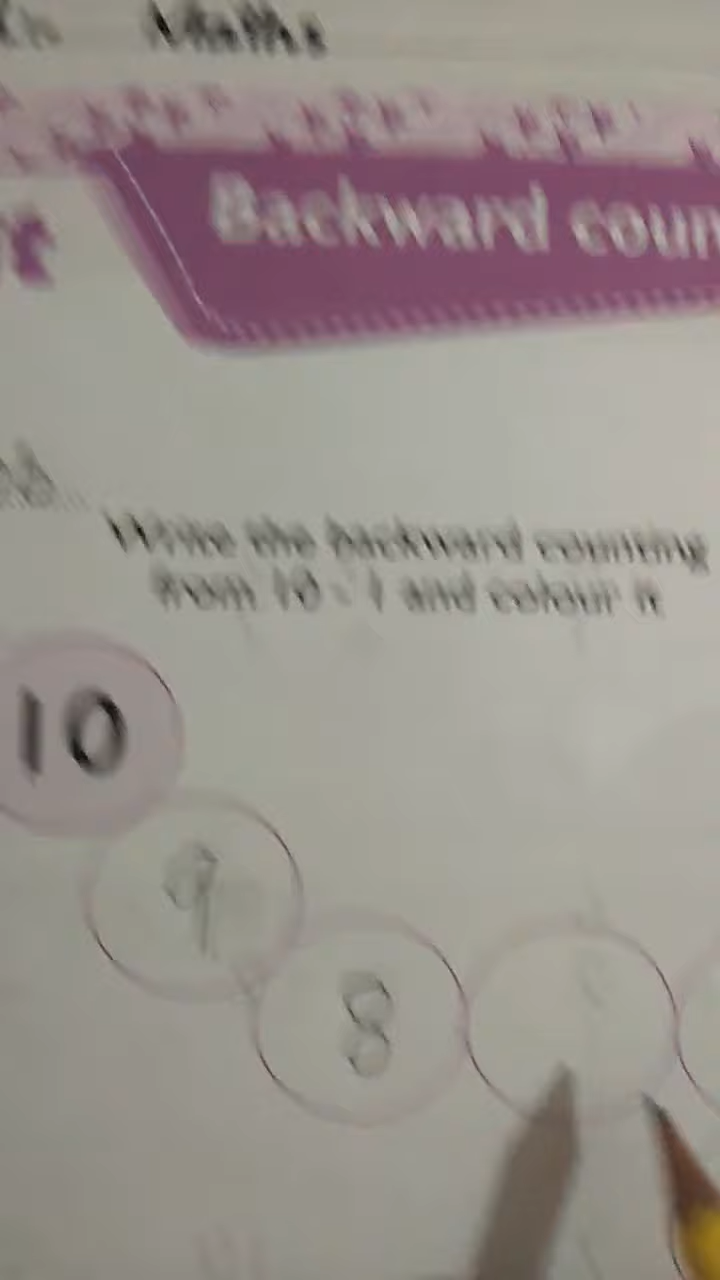 Maths
Backward coun
Write the backward counting
from 10 - 1 and colour it
10
9
8